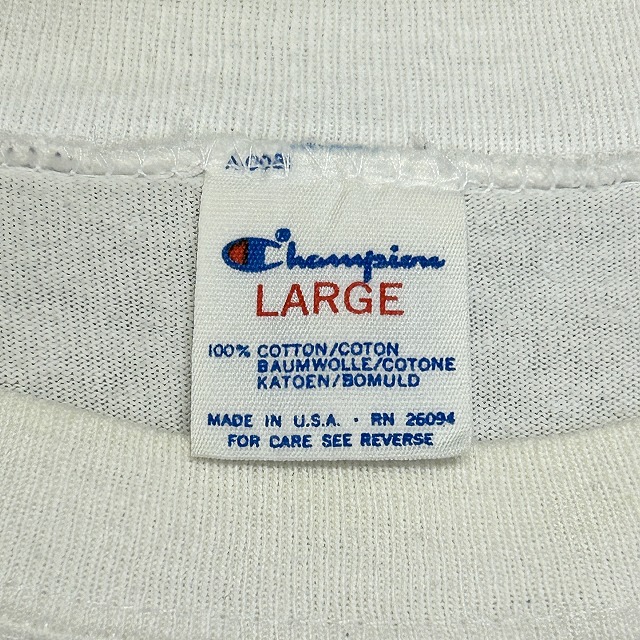 Champion®
LARGE
100% COTTON/COTON
BAUMWOLLE/COTONE
KATOEN/BOMULD
MADE IN U.S.A. · RN 26094
FOR CARE SEE REVERSE